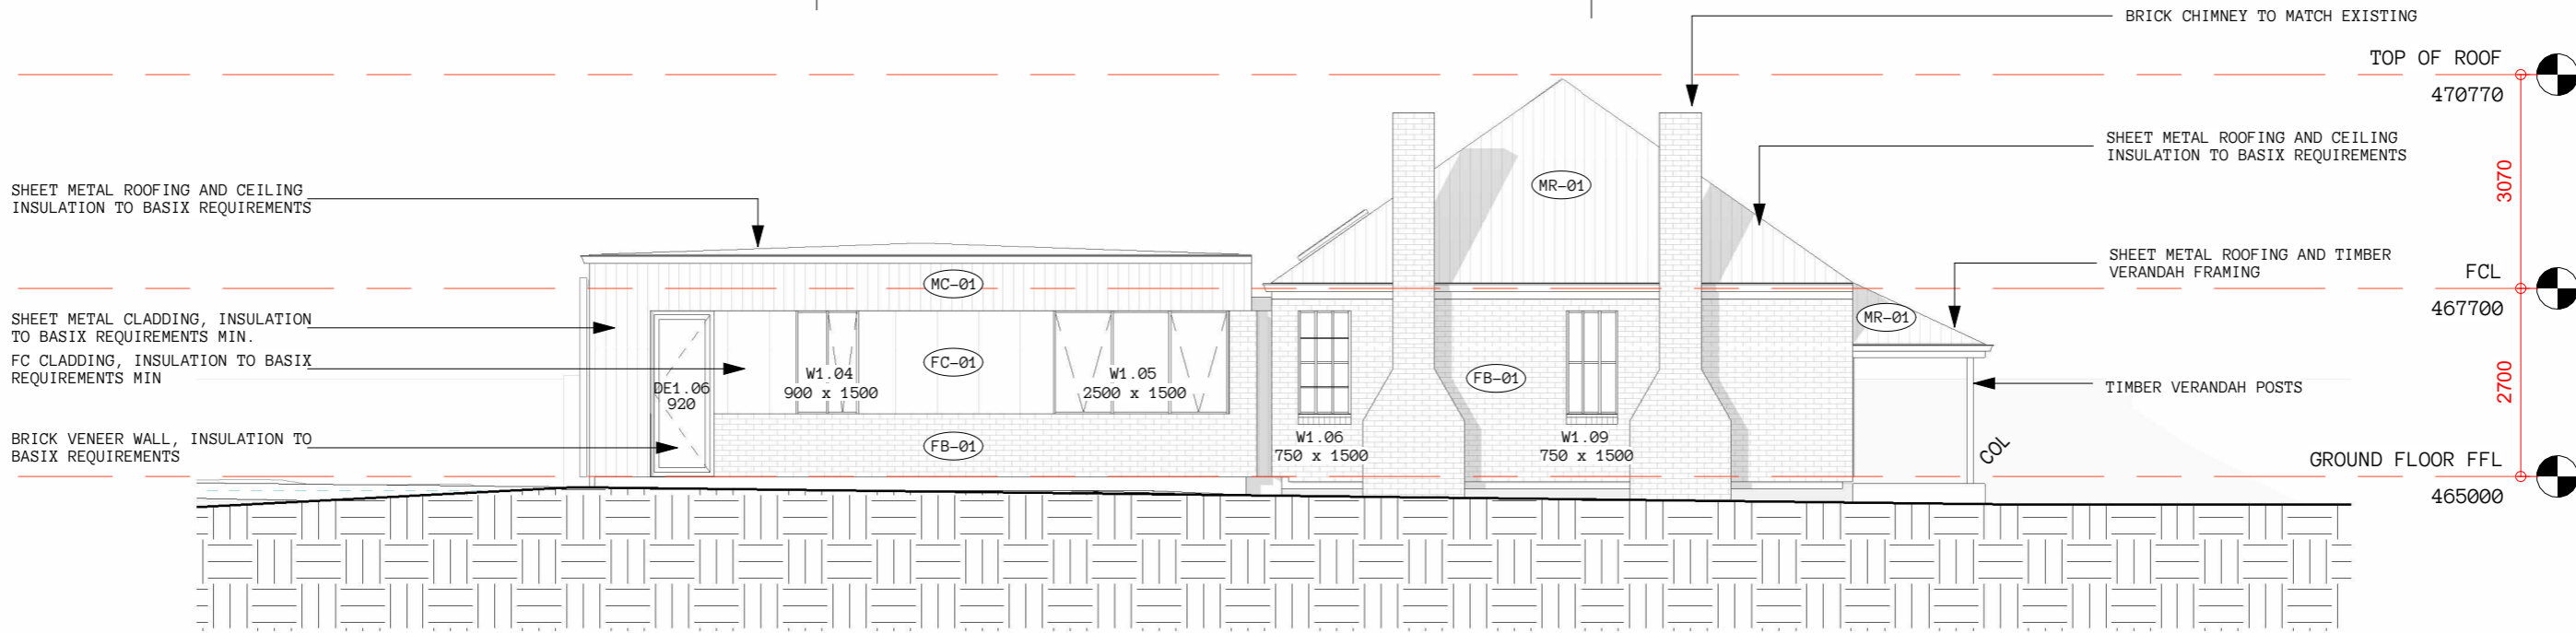 BRICK CHIMNEY TO MATCH EXISTING
TOP OF ROOF
470770
SHEET METAL ROOFING AND CEILING
INSULATION TO BASIX REQUIREMENTS
3070
MR-01
SHEET METAL ROOFING AND CEILING
INSULATION TO BASIX REQUIREMENTS
SHEET METAL ROOFING AND TIMBER
VERANDAH FRAMING
FCL
467700
MC-01
MR-01
SHEET METAL CLADDING, INSULATION
TO BASIX REQUIREMENTS MIN.
FC CLADDING, INSULATION TO BASIX
REQUIREMENTS MIN
FC-01
W1.04
900 x 1500
W1.05
2500 x 1500
DE1.06
920
FB-01
TIMBER VERANDAH POSTS
2700
BRICK VENEER WALL, INSULATION TO
BASIX REQUIREMENTS
FB-01
W1.06
750 x 1500
W1.09
750 x 1500
COL
GROUND FLOOR FFL
465000